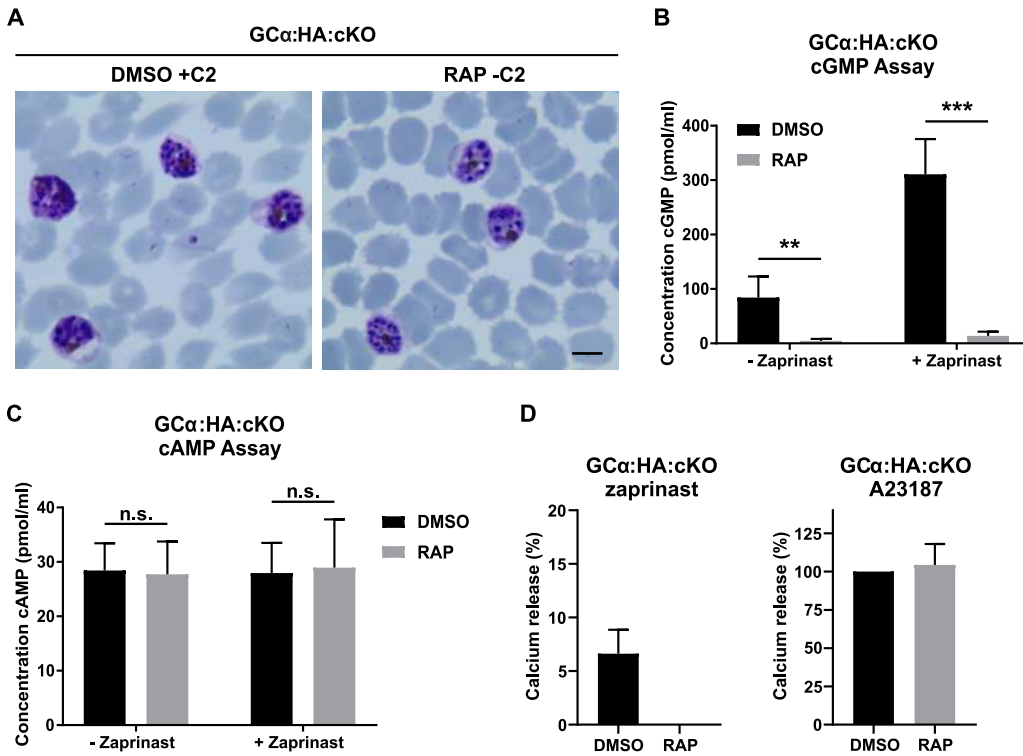 A
GCα:HA:cKO
DMSO +C2
RAP -C2
B
GCα:HA:cKO
cGMP Assay
Concentration cGMP (pmol/ml)
400
300
200
100
0
DMSO
RAP
**
***
- Zaprinast
+ Zaprinast
C
GCα:HA:cKO
cAMP Assay
Concentration cAMP (pmol/ml)
40
30
20
10
0
n.s.
n.s.
DMSO
RAP
- Zaprinast
+ Zaprinast
D
GCα:HA:cKO
zaprinast
Calcium release (%)
20
15
10
5
0
DMSO
RAP
GCα:HA:cKO
A23187
Calcium release (%)
125
100
75
50
25
0
DMSO
RAP